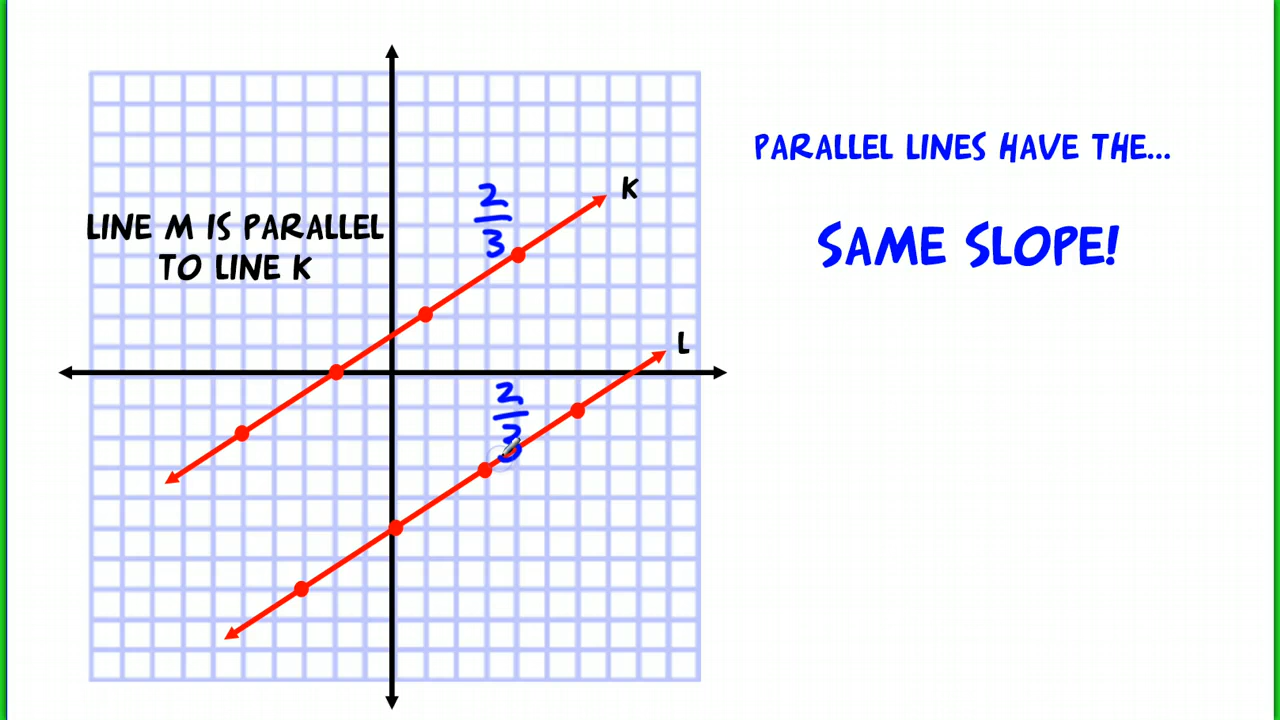 PARALLEL LINES HAVE THE...
SAME SLOPE!
LINE M IS PARALLEL
TO LINE K
K
2
3
L
2
3